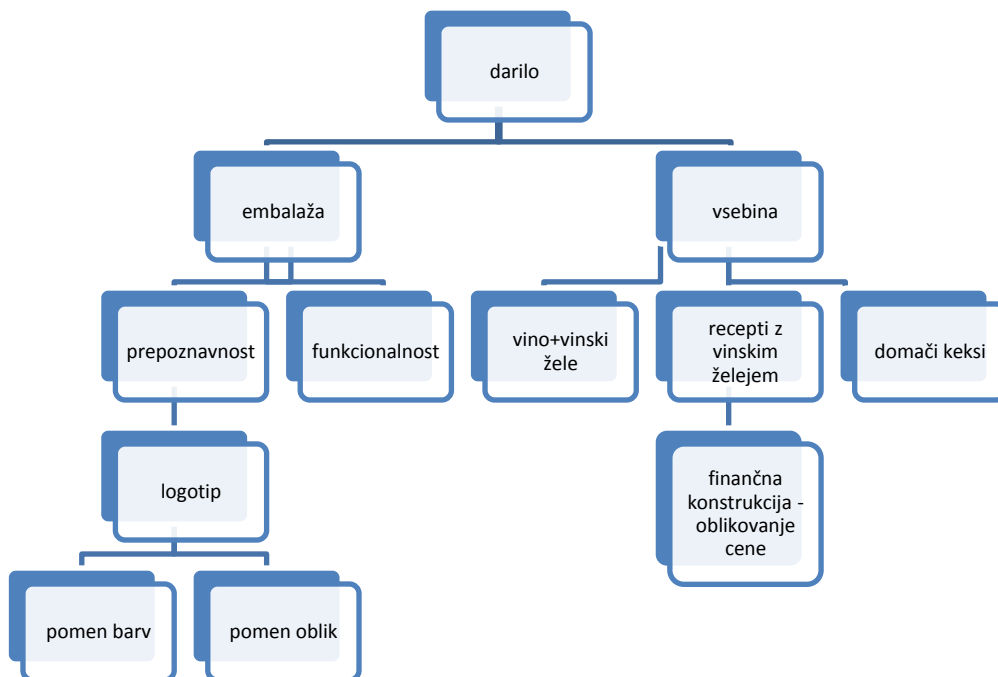 darilo
embalaža
vsebina
prepoznavnost
funkcionalnost
vino+vinski
žele
recepti z
vinskim
želejem
domači keksi
logotip
finančna
konstrukcija -
oblikovanje
cene
pomen barv
pomen oblik